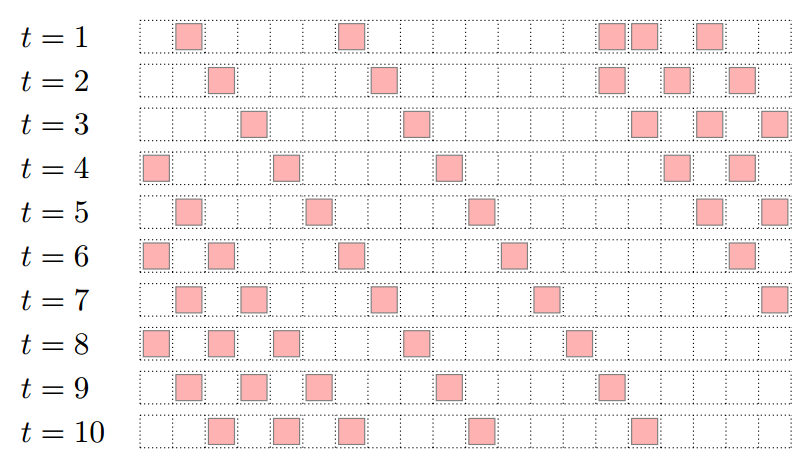 t = 1
t = 2
t = 3
t = 4
t = 5
t = 6
t = 7
t = 8
t = 9
t = 10